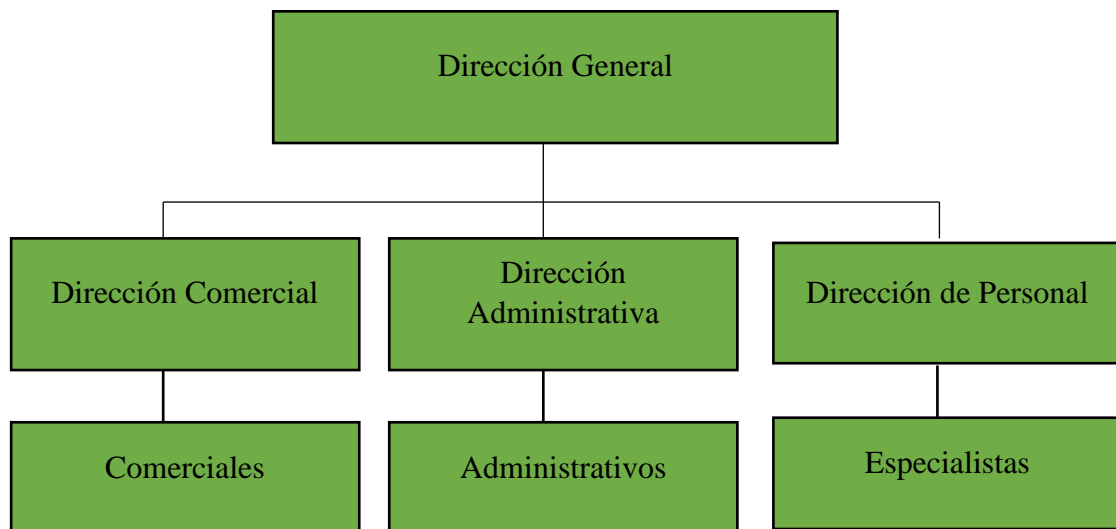 Dirección General
Dirección Comercial
Dirección
Administrativa
Dirección de Personal
Comerciales
Administrativos
Especialistas